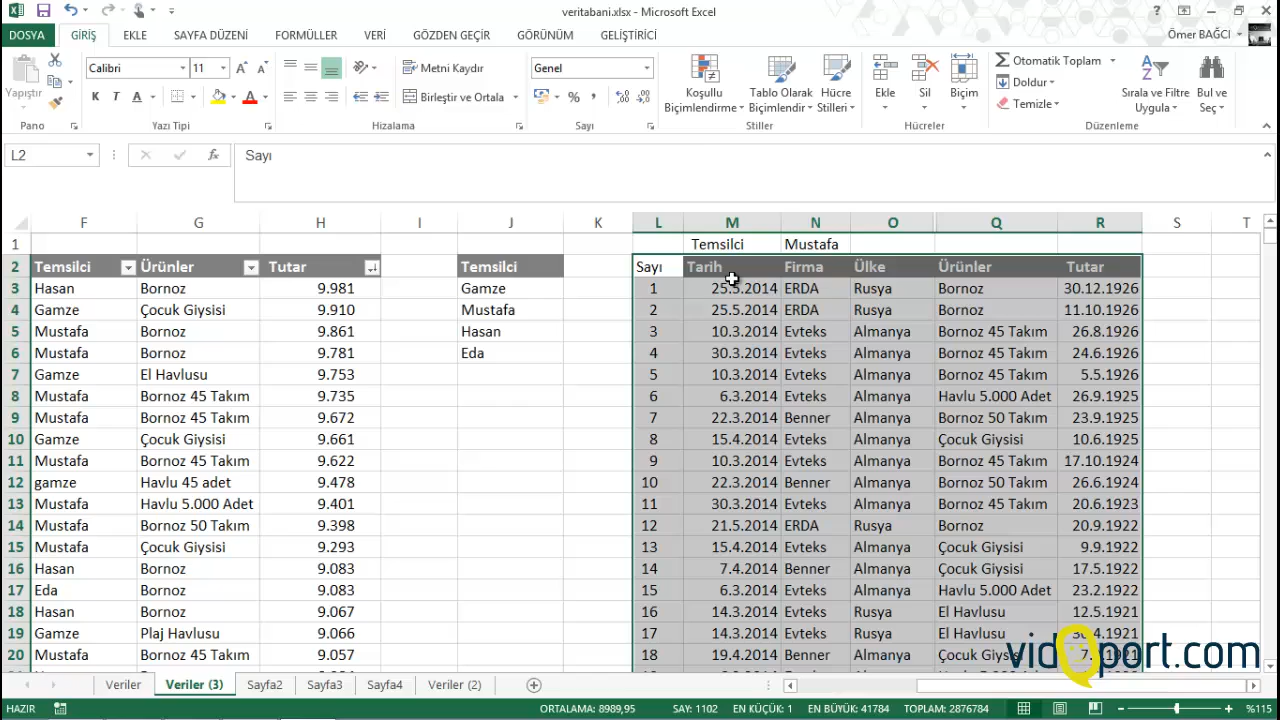 veritabani.xlsx - Microsoft Excel
DOSYA GİRİŞ EKLE SAYFA DÜZENİ FORMÜLLER VERİ GÖZDEN GEÇİR GÖRÜNÜM GELİŞTİRİCİ Ömer BAĞCI
Yapıştır
Calibri 11
K T A
Metni Kaydır
Birleştir ve Ortala
Genel
Koşullu Biçimlendirme
Tablo Olarak Biçimlendir
Hücre Stilleri
Ekle Sil Biçim
Otomatik Toplam
Doldur
Temizle
Sırala ve Filtre Uygula
Bul ve Seç
Pano Yazı Tipi Hizalama Sayı Stiller Hücreler Düzenleme
L2 fx Sayı
F G H I J K L M N O Q R S T
1 Temsilci Mustafa
2 Temsilci Ürünler Tutar Temsilci Sayı Tarih Firma Ülke Ürünler Tutar
3 Hasan Bornoz 9.981 Gamze 1 25.5.2014 ERDA Rusya Bornoz 30.12.1926
4 Gamze Çocuk Giysisi 9.910 Mustafa 2 25.5.2014 ERDA Rusya Bornoz 11.10.1926
5 Mustafa Bornoz 9.861 Hasan 3 10.3.2014 Evteks Almanya Bornoz 45 Takım 26.8.1926
6 Mustafa Bornoz 9.781 Eda 4 30.3.2014 Evteks Almanya Bornoz 45 Takım 24.6.1926
7 Gamze El Havlusu 9.753 5 10.3.2014 Evteks Almanya Bornoz 45 Takım 5.5.1926
8 Mustafa Bornoz 45 Takım 9.735 6 6.3.2014 Evteks Almanya Havlu 5.000 Adet 26.9.1925
9 Mustafa Bornoz 45 Takım 9.672 7 22.3.2014 Benner Almanya Bornoz 50 Takım 23.9.1925
10 Gamze Çocuk Giysisi 9.661 8 15.4.2014 Evteks Almanya Çocuk Giysisi 10.6.1925
11 Mustafa Bornoz 45 Takım 9.622 9 10.3.2014 Evteks Almanya Bornoz 45 Takım 17.10.1924
12 gamze Havlu 45 adet 9.478 10 22.3.2014 Benner Almanya Bornoz 50 Takım 26.6.1924
13 Mustafa Havlu 5.000 Adet 9.401 11 30.3.2014 Evteks Almanya Bornoz 45 Takım 20.6.1923
14 Mustafa Bornoz 50 Takım 9.398 12 21.5.2014 ERDA Rusya Bornoz 20.9.1922
15 Mustafa Çocuk Giysisi 9.293 13 15.4.2014 Evteks Almanya Çocuk Giysisi 9.9.1922
16 Hasan Bornoz 9.083 14 7.4.2014 Benner Almanya Çocuk Giysisi 17.5.1922
17 Eda Bornoz 9.083 15 6.3.2014 Evteks Almanya Havlu 5.000 Adet 23.2.1922
18 Hasan Bornoz 9.067 16 14.3.2014 Evteks Rusya El Havlusu 12.5.1921
19 Gamze Plaj Havlusu 9.066 17 14.3.2014 Evteks Rusya El Havlusu
20 Mustafa Bornoz 45 Takım 9.057 18 19.4.2014 Benner Almanya Çocuk Giysisi
vidoport.com
Veriler Veriler (3) Sayfa2 Sayfa3 Sayfa4 Veriler (2)
HAZIR ORTALAMA: 8989,95 SAY: 1102 EN KÜÇÜK: 1 EN BÜYÜK: 41784 TOPLAM: 2876784 %115